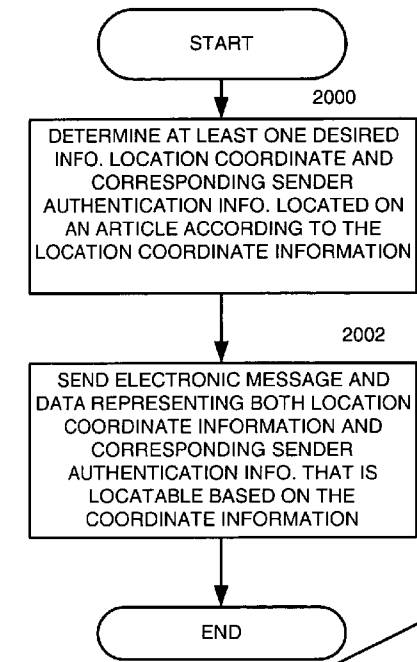 START
2000
DETERMINE AT LEAST ONE DESIRED
INFO. LOCATION COORDINATE AND
CORRESPONDING SENDER
AUTHENTICATION INFO. LOCATED ON
AN ARTICLE ACCORDING TO THE
LOCATION COORDINATE INFORMATION
2002
SEND ELECTRONIC MESSAGE AND
DATA REPRESENTING BOTH LOCATION
COORDINATE INFORMATION AND
CORRESPONDING SENDER
AUTHENTICATION INFO. THAT IS
LOCATABLE BASED ON THE
COORDINATE INFORMATION
END